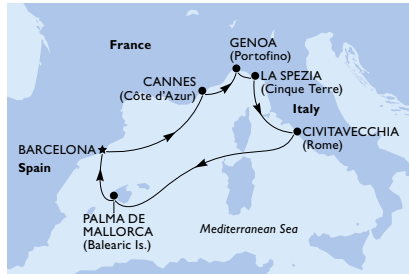 France
GENOA
(Portofino)
CANNES
(Côte d'Azur)
LA SPEZIA
(Cinque Terre)
Italy
CIVITAVECCHIA
(Rome)
BARCELONA
Spain
PALMA DE
MALLORCA
(Balearic Is.)
Mediterranean Sea